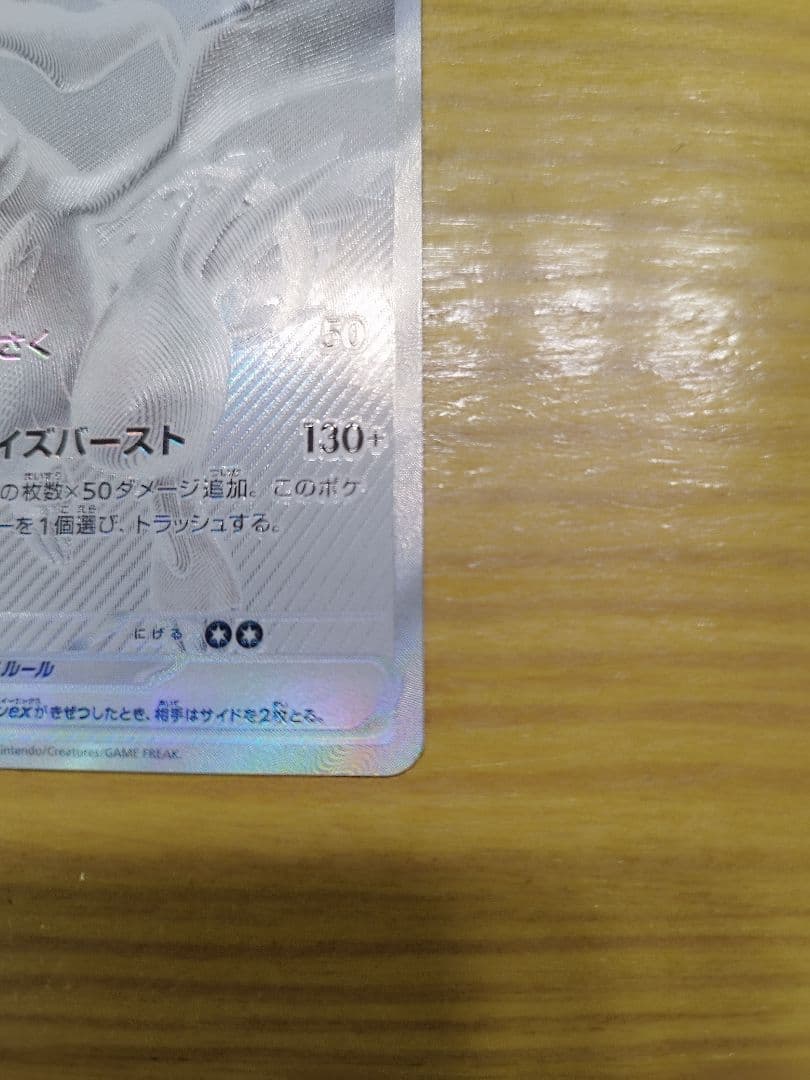 さく 50
イズバースト 130+
の枚数×50ダメージ追加。このポケ
ーを1個選び、トラッシュする。
にげる
ルール
exがきぜつしたとき、相手はサイドを2枚とる。
intendo/Creatures/GAME FREAK.